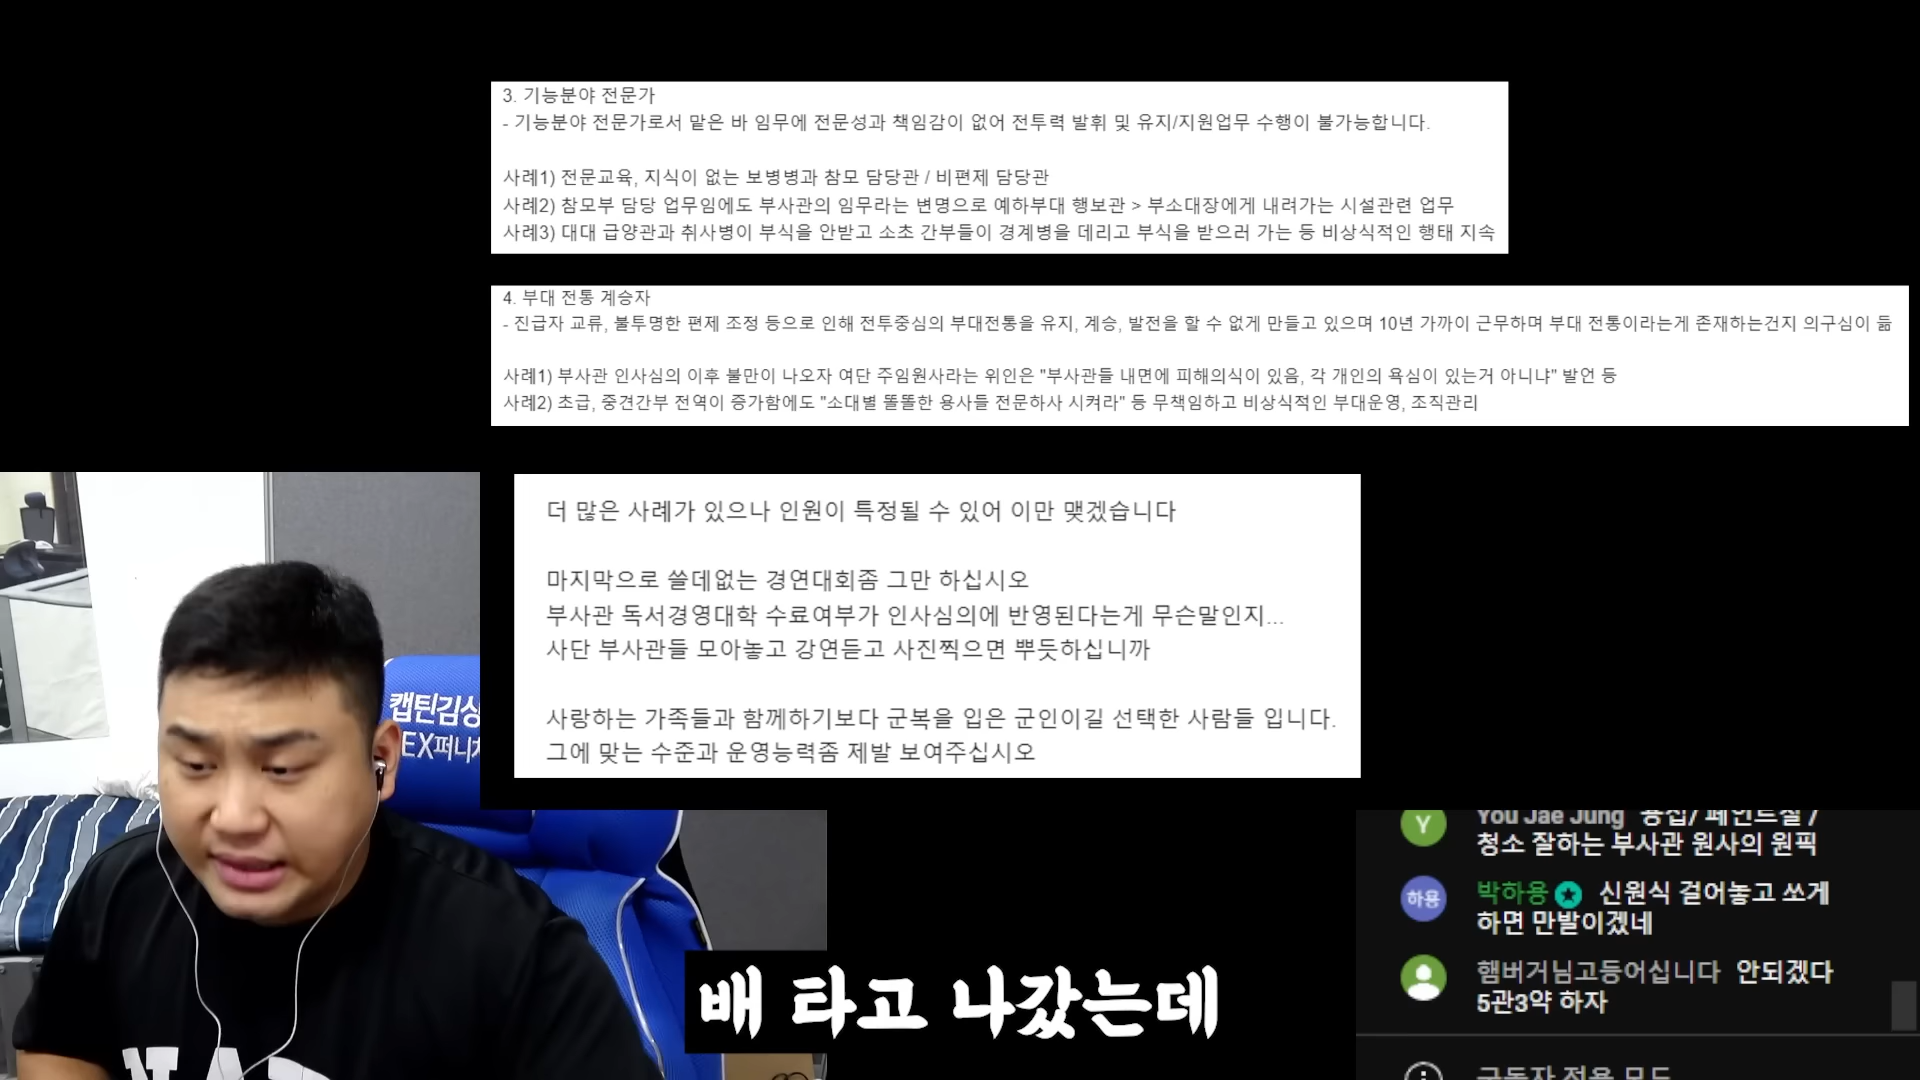 3. 기능분야 전문가
- 기능분야 전문가로서 맡은 바 임무에 전문성과 책임감이 없어 전투력 발휘 및 유지/지원업무 수행이 불가능합니다.
사례1) 전문교육, 지식이 없는 보병병과 참모 담당관 / 비편제 담당관
사례2) 참모부 담당 업무임에도 부사관의 임무라는 변명으로 예하부대 행보관 > 부소대장에게 내려가는 시설관련 업무
사례3) 대대 급양관과 취사병이 부식을 안받고 소초 간부들이 경계병을 데리고 부식을 받으러 가는 등 비상식적인 행태 지속
4. 부대 전통 계승자
- 진급자 교류, 불투명한 편제 조정 등으로 인해 전투중심의 부대전통을 유지, 계승, 발전을 할 수 없게 만들고 있으며 10년 가까이 근무하며 부대 전통이라는게 존재하는건지 의구심이 듦
사례1) 부사관 인사심의 이후 불만이 나오자 여단 주임원사라는 위인은 "부사관들 내면에 피해의식이 있음, 각 개인의 욕심이 있는거 아니냐" 발언 등
사례2) 초급, 중견간부 전역이 증가함에도 "소대별 똘똘한 용사들 전문하사 시켜라" 등 무책임하고 비상식적인 부대운영, 조직관리
더 많은 사례가 있으나 인원이 특정될 수 있어 이만 맺겠습니다
마지막으로 쓸데없는 경연대회좀 그만 하십시오
부사관 독서경영대학 수료여부가 인사심의에 반영된다는게 무슨말인지...
사단 부사관들 모아놓고 강연듣고 사진찍으면 뿌듯하십니까
사랑하는 가족들과 함께하기보다 군복을 입은 군인이길 선택한 사람들 입니다.
그에 맞는 수준과 운영능력좀 제발 보여주십시오
캡틴김상
EX퍼니처
Y You Jae Jung 용접/ 페인트칠 /
청소 잘하는 부사관 원사의 원픽
하용 박하용 신원식 걸어놓고 쏘게
하면 만발이겠네
햄버거님고등어십니다 안되겠다
5관3약 하자
구독자 전용 모드
배 타고 나갔는데